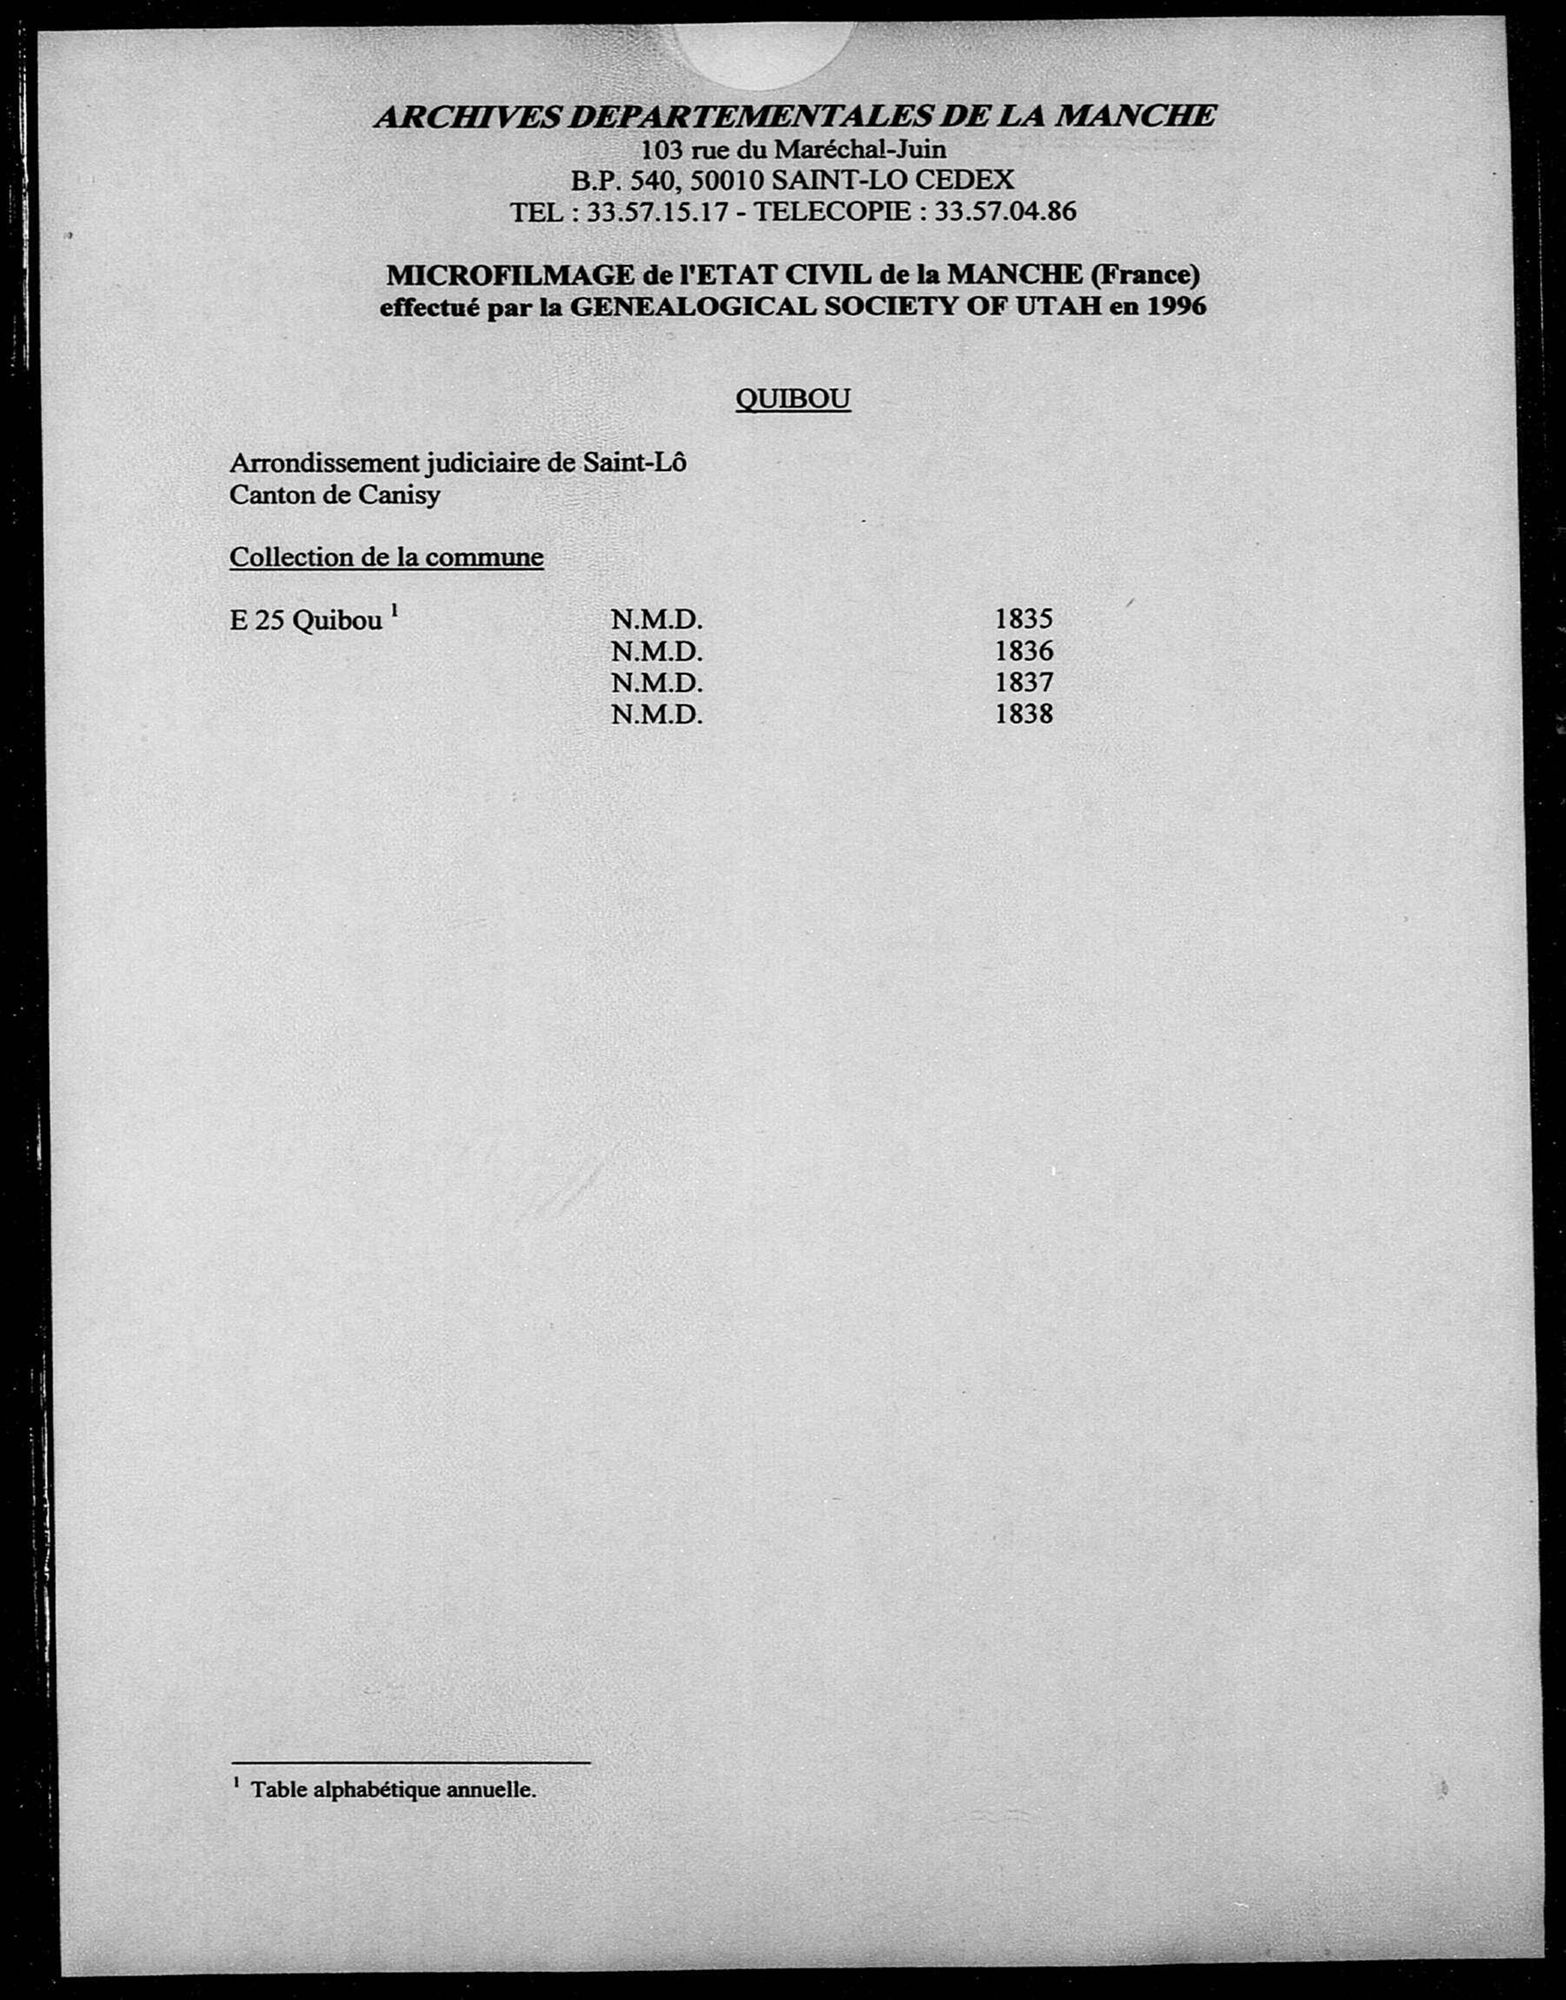 ARCHIVES DEPARTEMENTALES DE LA MANCHE
103 rue du Maréchal-Juin
B.P. 540, 50010 SAINT-LO CEDEX
TEL : 33.57.15.17 - TELECOPIE : 33.57.04.86
MICROFILMAGE de l'ETAT CIVIL de la MANCHE (France)
effectué par la GENEALOGICAL SOCIETY OF UTAH en 1996
QUIBOU
Arrondissement judiciaire de Saint-Lô
Canton de Canisy
Collection de la commune
E 25 Quibou ¹ N.M.D. 1835
N.M.D. 1836
N.M.D. 1837
N.M.D. 1838
¹ Table alphabétique annuelle.